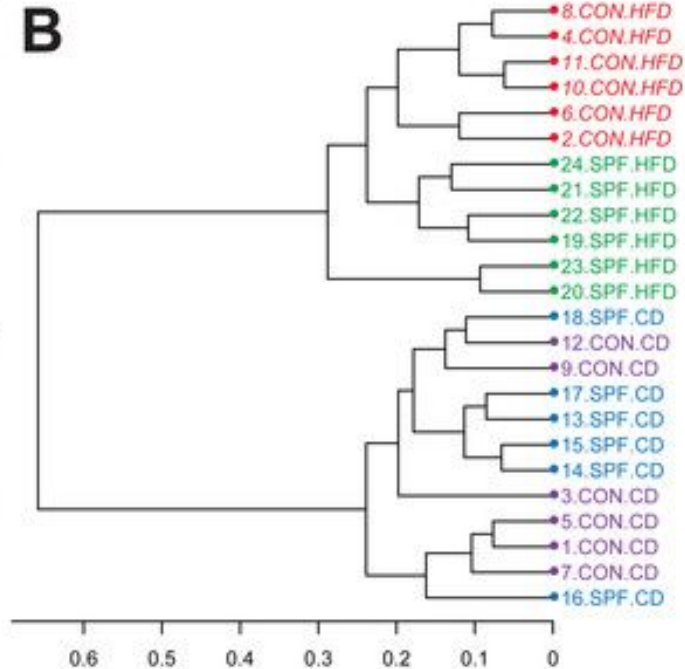 B
8.CON.HFD
4.CON.HFD
11.CON.HFD
10.CON.HFD
6.CON.HFD
2.CON.HFD
24.SPF.HFD
21.SPF.HFD
22.SPF.HFD
19.SPF.HFD
23.SPF.HFD
20.SPF.HFD
18.SPF.CD
12.CON.CD
9.CON.CD
17.SPF.CD
13.SPF.CD
15.SPF.CD
14.SPF.CD
3.CON.CD
5.CON.CD
1.CON.CD
7.CON.CD
16.SPF.CD
0.6 0.5 0.4 0.3 0.2 0.1 0